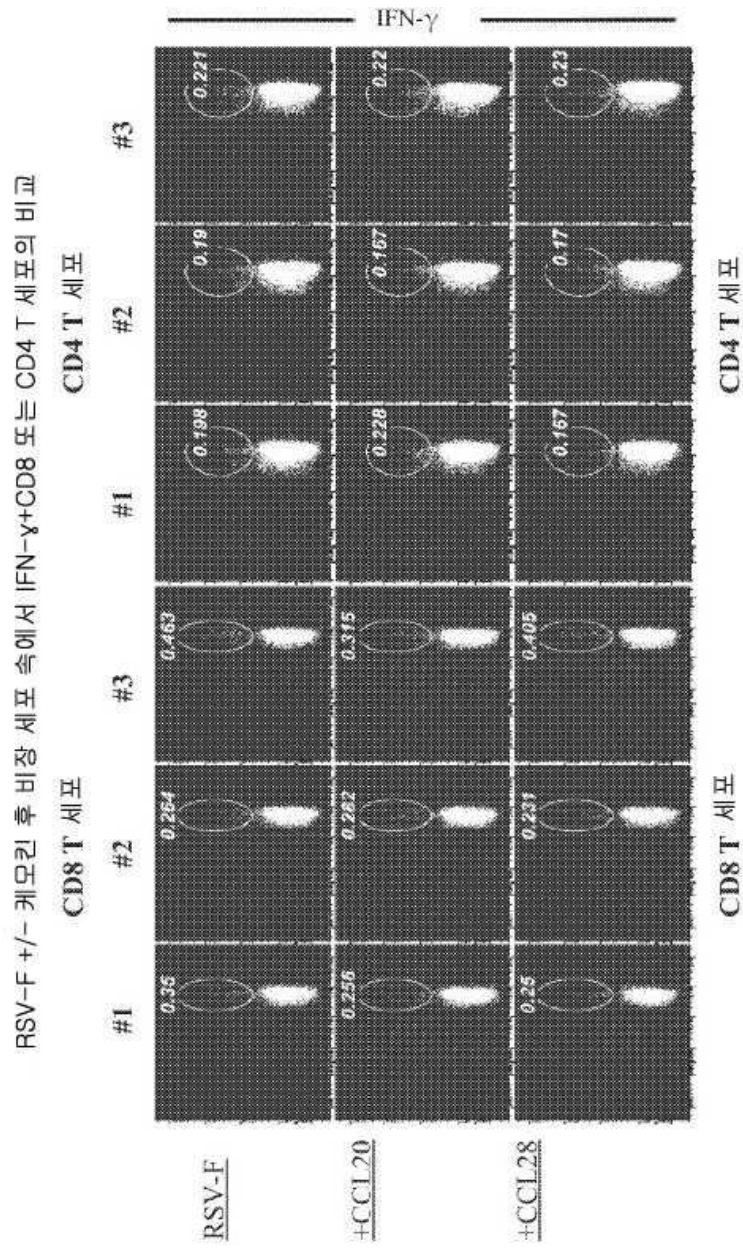 RSV-F +/- 케모킨 후 비장 세포 속에서 IFN-γ+CD8 또는 CD4 T 세포의 비교
CD8 T 세포 CD4 T 세포
#1 #2 #3 #1 #2 #3
RSV-F 0.35 0.264 0.463 0.198 0.19 0.221
+CCL20 0.256 0.282 0.315 0.228 0.167 0.22
+CCL28 0.25 0.231 0.405 0.167 0.17 0.23
IFN-γ
CD8 T 세포 CD4 T 세포